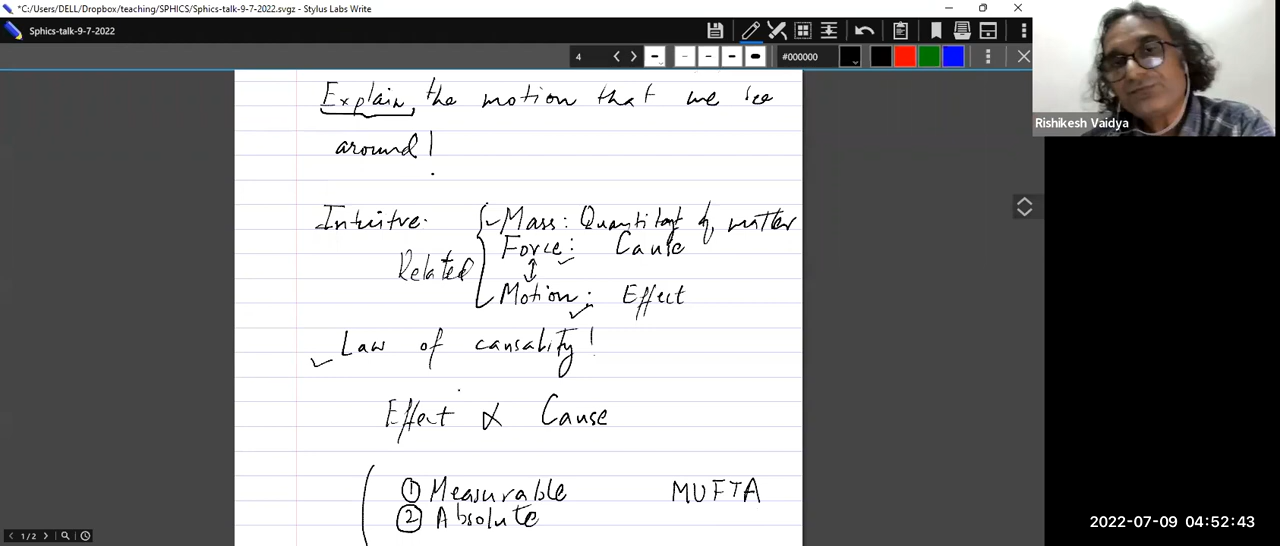 *C:/Users/DELL/Dropbox/teaching/SPHICS/Sphics-talk-9-7-2022.svgz - Stylus Labs Write
Sphics-talk-9-7-2022
4
#000000
Rishikesh Vaidya
Explain, the motion that we see
around!
Intuitve. Mass: Quantitaty of matter
Force: Cause
Related
Motion: Effect
Law of causality!
Effect ∝ Cause
① Measurable MUFTA
② Absolute
1/2
2022-07-09 04:52:43